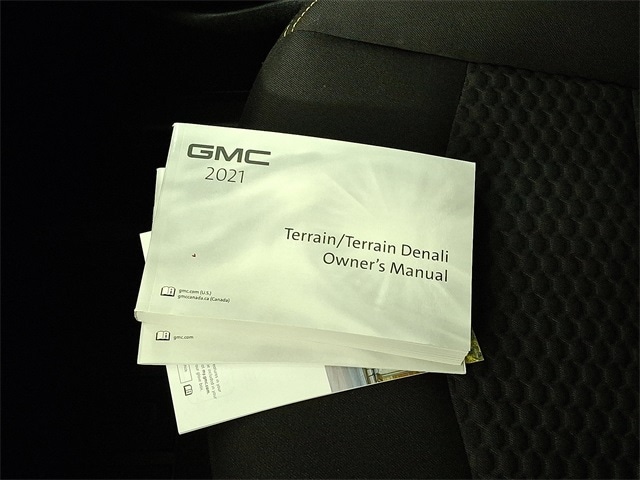 GMC
2021
Terrain/Terrain Denali
Owner's Manual
gmc.com (U.S.)
gmccanada.ca (Canada)
gmc.com